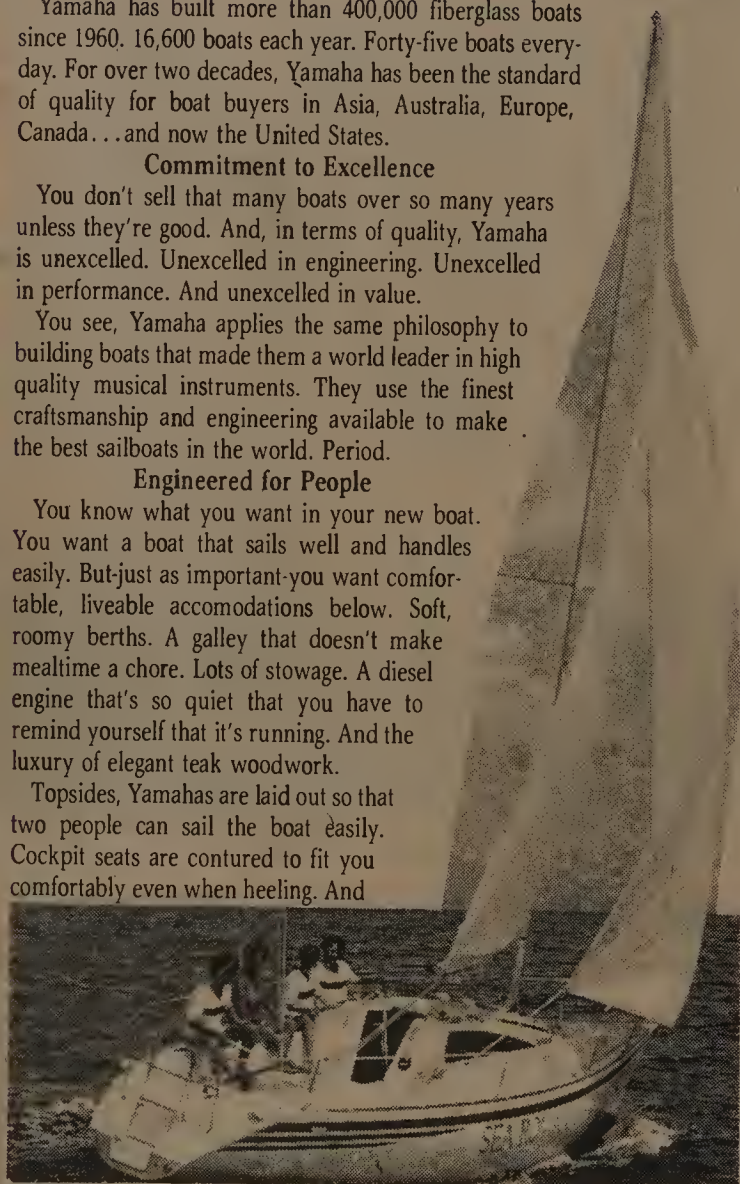 Yamaha has built more than 400,000 fiberglass boats
since 1960. 16,600 boats each year. Forty-five boats every-
day. For over two decades, Yamaha has been the standard
of quality for boat buyers in Asia, Australia, Europe,
Canada...and now the United States.
Commitment to Excellence
You don't sell that many boats over so many years
unless they're good. And, in terms of quality, Yamaha
is unexcelled. Unexcelled in engineering. Unexcelled
in performance. And unexcelled in value.
You see, Yamaha applies the same philosophy to
building boats that made them a world leader in high
quality musical instruments. They use the finest
craftsmanship and engineering available to make
the best sailboats in the world. Period.
Engineered for People
You know what you want in your new boat.
You want a boat that sails well and handles
easily. But-just as important-you want comfor-
table, liveable accomodations below. Soft,
roomy berths. A galley that doesn't make
mealtime a chore. Lots of stowage. A diesel
engine that's so quiet that you have to
remind yourself that it's running. And the
luxury of elegant teak woodwork.
Topsides, Yamahas are laid out so that
two people can sail the boat easily.
Cockpit seats are contured to fit you
comfortably even when heeling. And